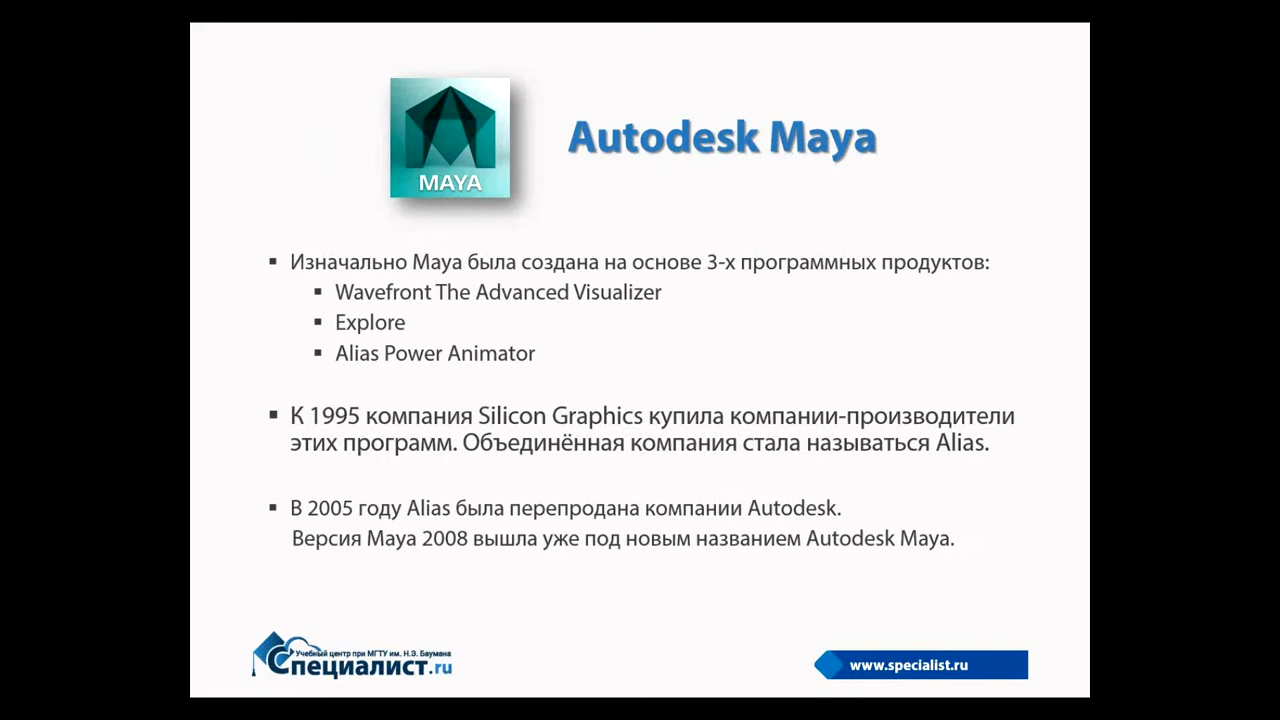 MAYA
Autodesk Maya
▪ Изначально Maya была создана на основе 3-х программных продуктов:
▪ Wavefront The Advanced Visualizer
▪ Explore
▪ Alias Power Animator
▪ К 1995 компания Silicon Graphics купила компании-производители
этих программ. Объединённая компания стала называться Alias.
▪ В 2005 году Alias была перепродана компании Autodesk.
Версия Maya 2008 вышла уже под новым названием Autodesk Maya.
Учебный центр при МГТУ им. Н.Э. Баумана
Специалист.ru
www.specialist.ru